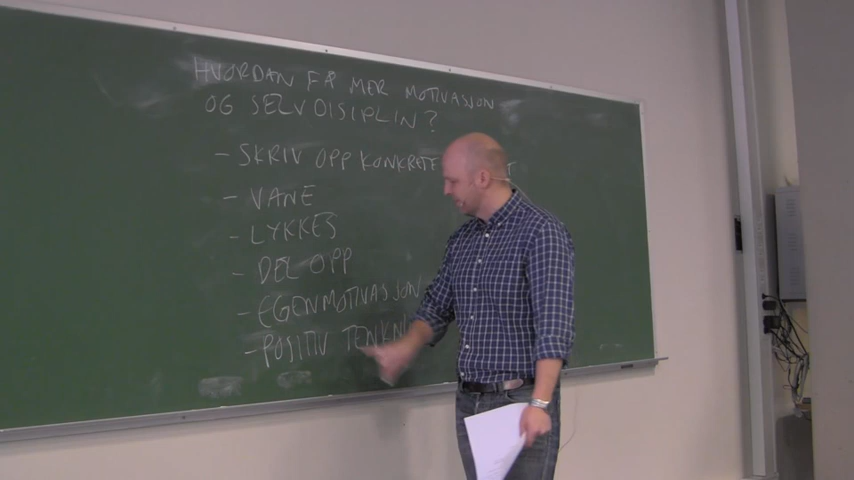 HVORDAN FÅ MER MOTIVASJON
OG SELVDISIPLIN?
- SKRIV OPP KONKRETE
- VANE
- LYKKES
- DEL OPP
- EGENMOTIVASJON
- POSITIV